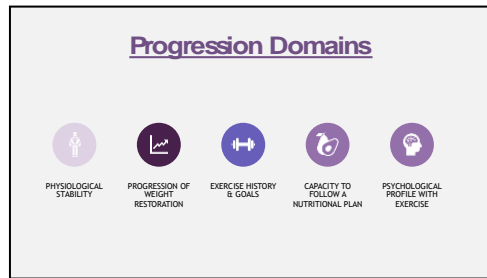 Progression Domains
PHYSIOLOGICAL
STABILITY
PROGRESSION OF
WEIGHT
RESTORATION
EXERCISE HISTORY
& GOALS
CAPACITY TO
FOLLOW A
NUTRITIONAL PLAN
PSYCHOLOGICAL
PROFILE WITH
EXERCISE